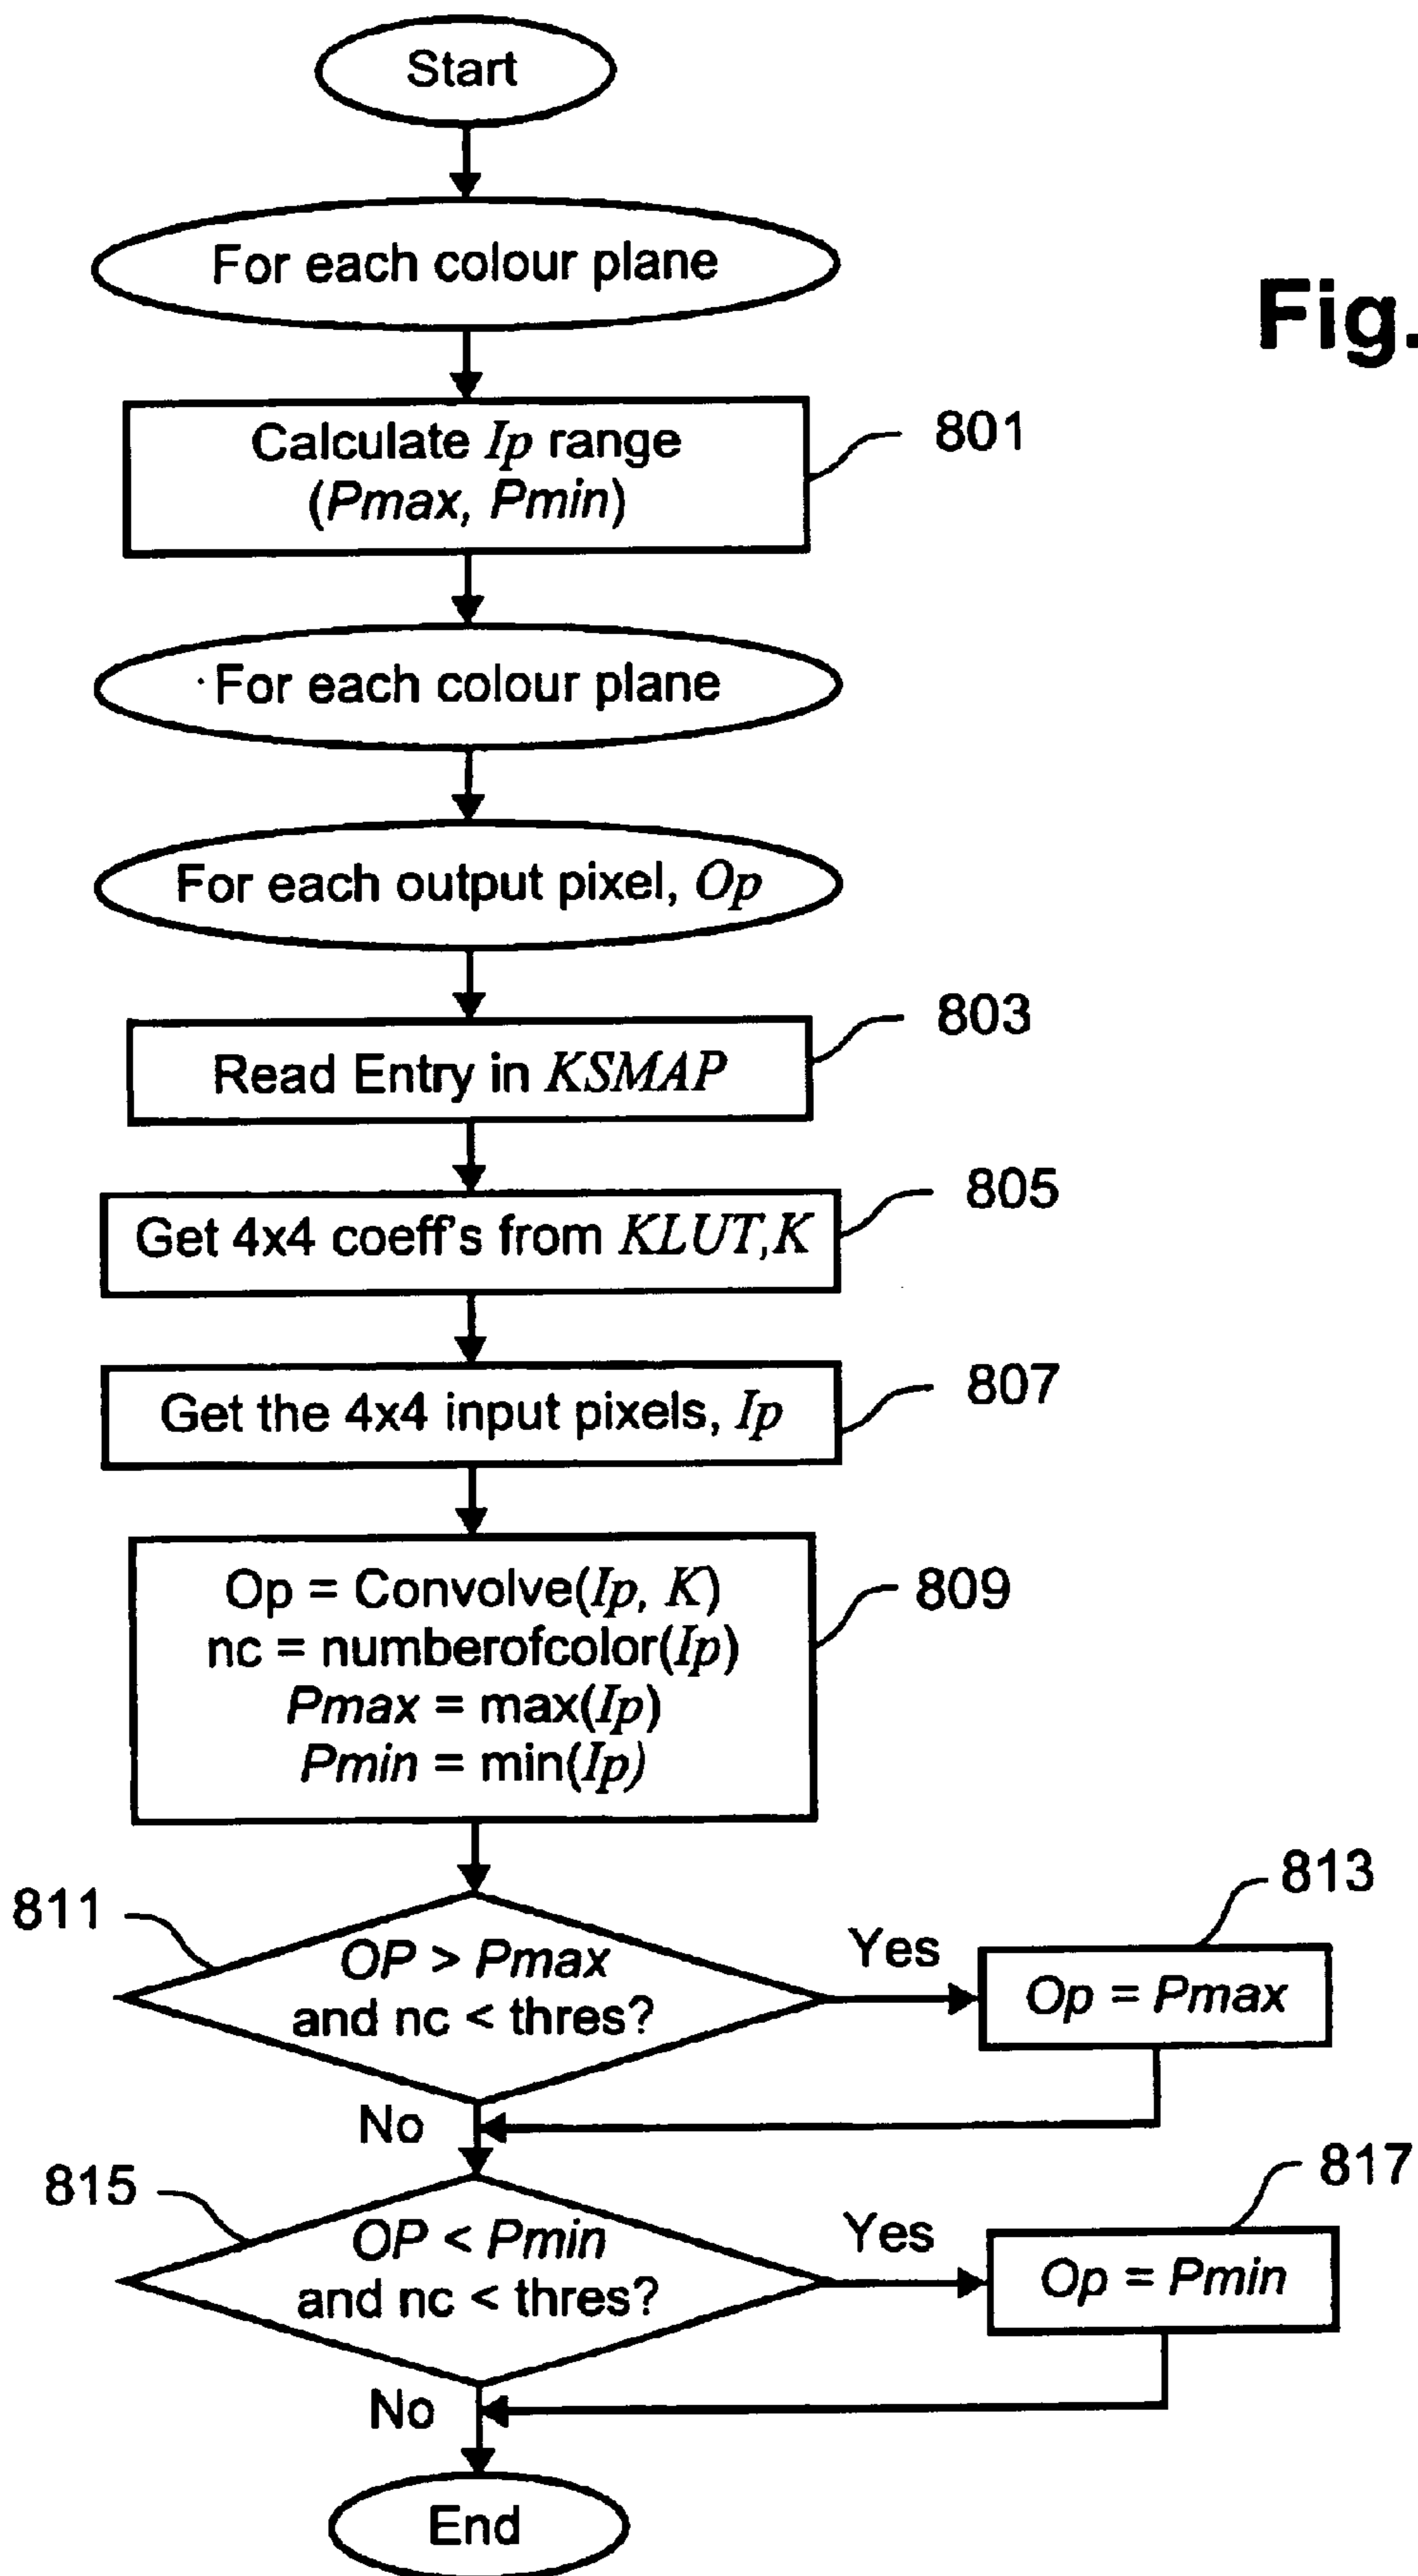 Start
For each colour plane
Fig.
Calculate Ip range
(Pmax, Pmin)
801
For each colour plane
For each output pixel, Op
803
Read Entry in KSMAP
805
Get 4x4 coeff's from KLUT,K
807
Get the 4x4 input pixels, Ip
Op = Convolve(Ip, K)
nc = numberofcolor(Ip)
Pmax = max(Ip)
Pmin = min(Ip)
809
811
OP > Pmax
and nc < thres?
Yes
813
Op = Pmax
No
815
OP < Pmin
and nc < thres?
Yes
817
Op = Pmin
No
End